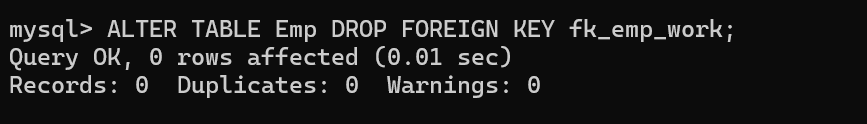 mysql> ALTER TABLE Emp DROP FOREIGN KEY fk_emp_work;
Query OK, 0 rows affected (0.01 sec)
Records: 0  Duplicates: 0  Warnings: 0